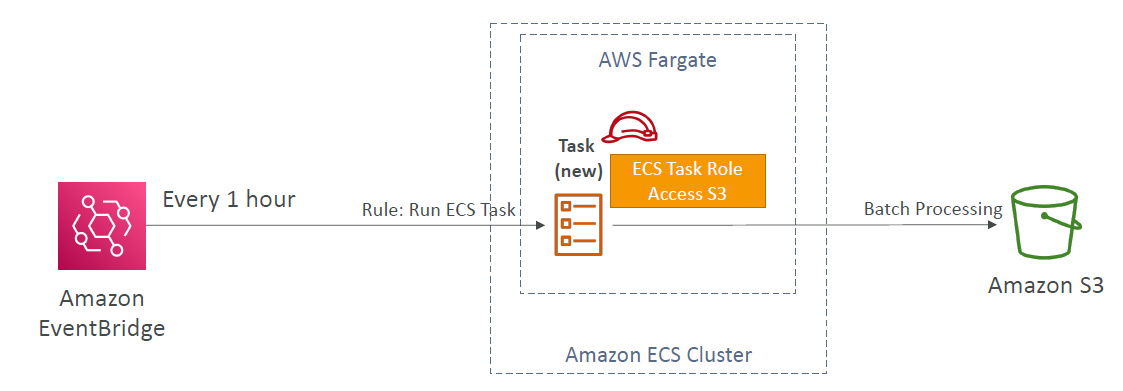 AWS Fargate
Task
(new)
ECS Task Role
Access S3
Every 1 hour
Rule: Run ECS Task
Batch Processing
Amazon
EventBridge
Amazon S3
Amazon ECS Cluster